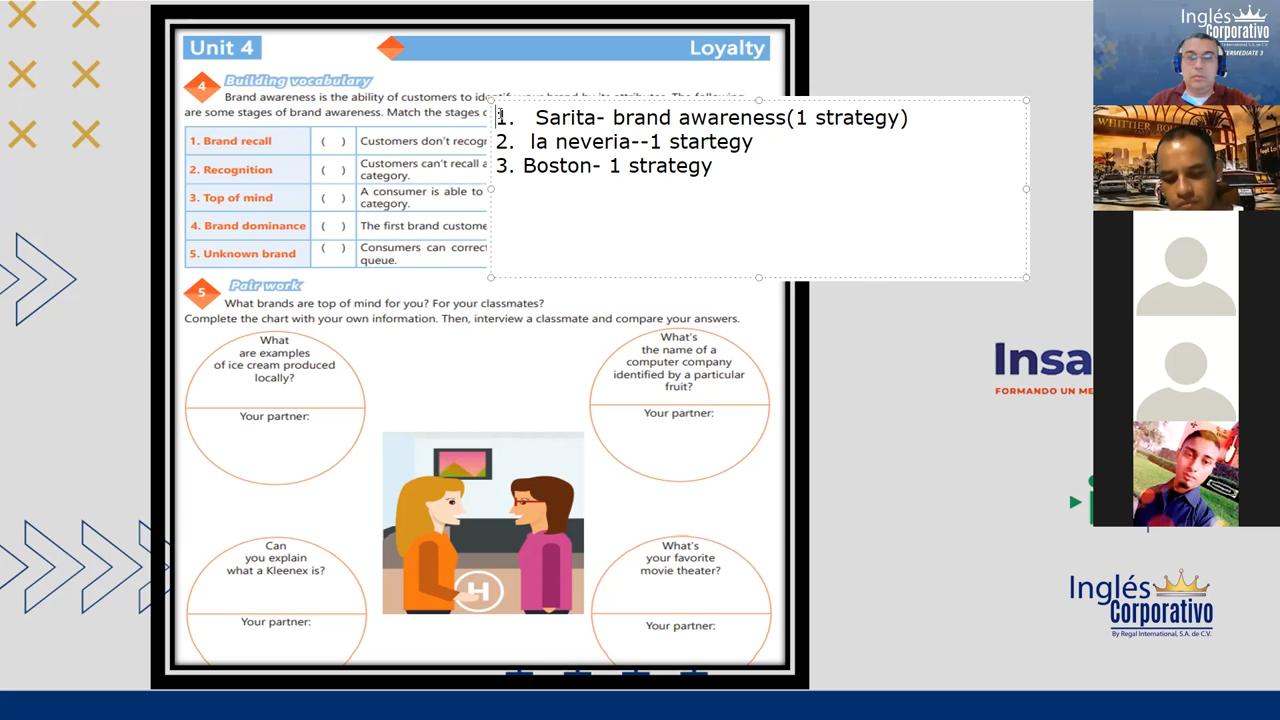 Unit 4
Loyalty
4
Building vocabulary
Brand awareness is the ability of customers to
are some stages of brand awareness. Match the stages
1. Brand recall
( )
Customers don't
2. Recognition
( )
Customers can't recall
category.
3. Top of mind
( )
A consumer is able to
category.
4. Brand dominance
( )
The first brand
5. Unknown brand
( )
Consumers can
queue.
1. Sarita- brand awareness(1 strategy)
2. la neveria--1 startegy
3. Boston- 1 strategy
5
Pair work
What brands are top of mind for you? For your classmates?
Complete the chart with your own information. Then, interview a classmate and compare your answers.
What
are examples
of ice cream produced
locally?
Your partner:
What's
the name of a
computer company
identified by a particular
fruit?
Your partner:
Can
you explain
what a Kleenex is?
Your partner:
What's
your favorite
movie theater?
Your partner:
H
Inglés
Corporativo
By Regal International, S.A. de C.V.
Insa
FORMANDO UN ME
Inglés
Corporativo
By Regal International, S.A. de C.V.